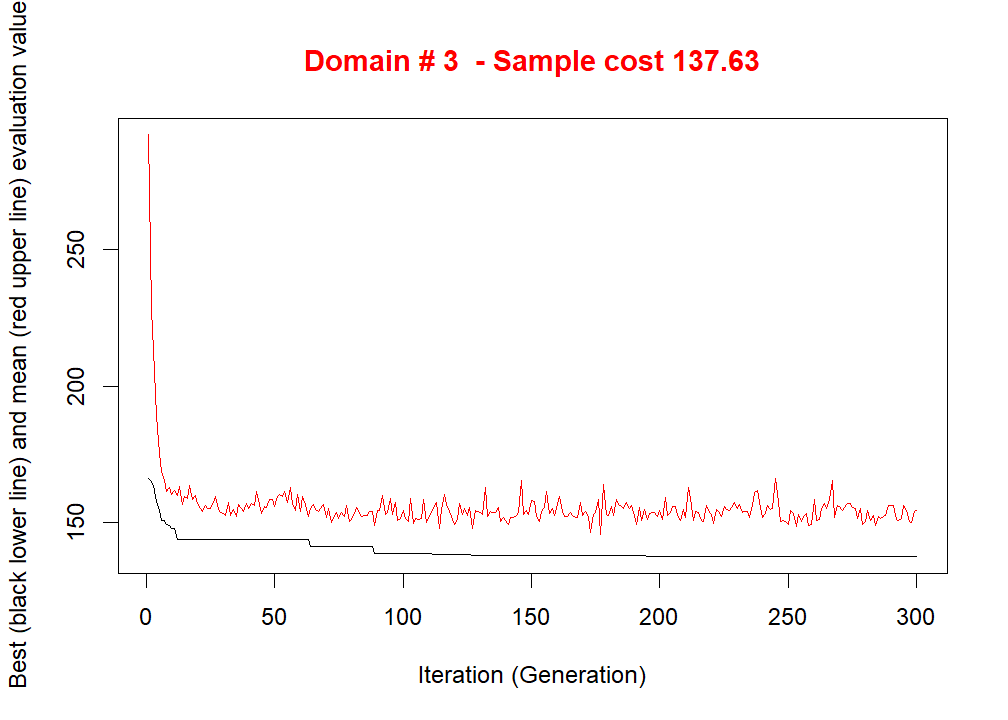 Domain # 3  - Sample cost 137.63
Best (black lower line) and mean (red upper line) evaluation value
250
200
150
0 50 100 150 200 250 300
Iteration (Generation)